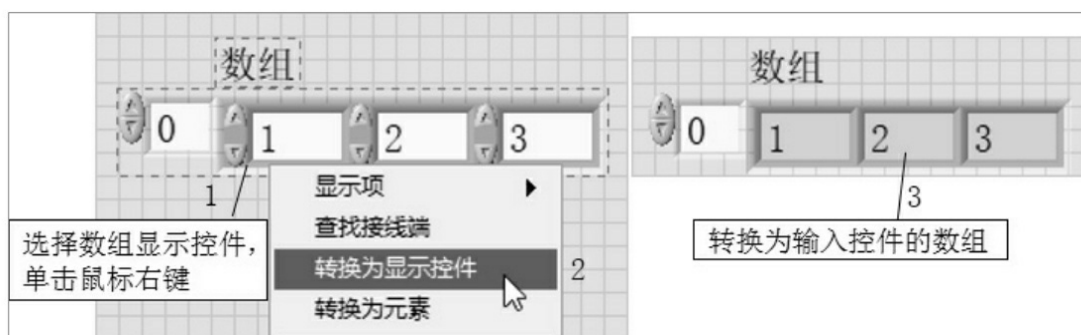 数组
0 1 2 3
1
选择数组显示控件，
单击鼠标右键
显示项
查找接线端
转换为显示控件
2
转换为元素
数组
0 1 2 3
3
转换为输入控件的数组